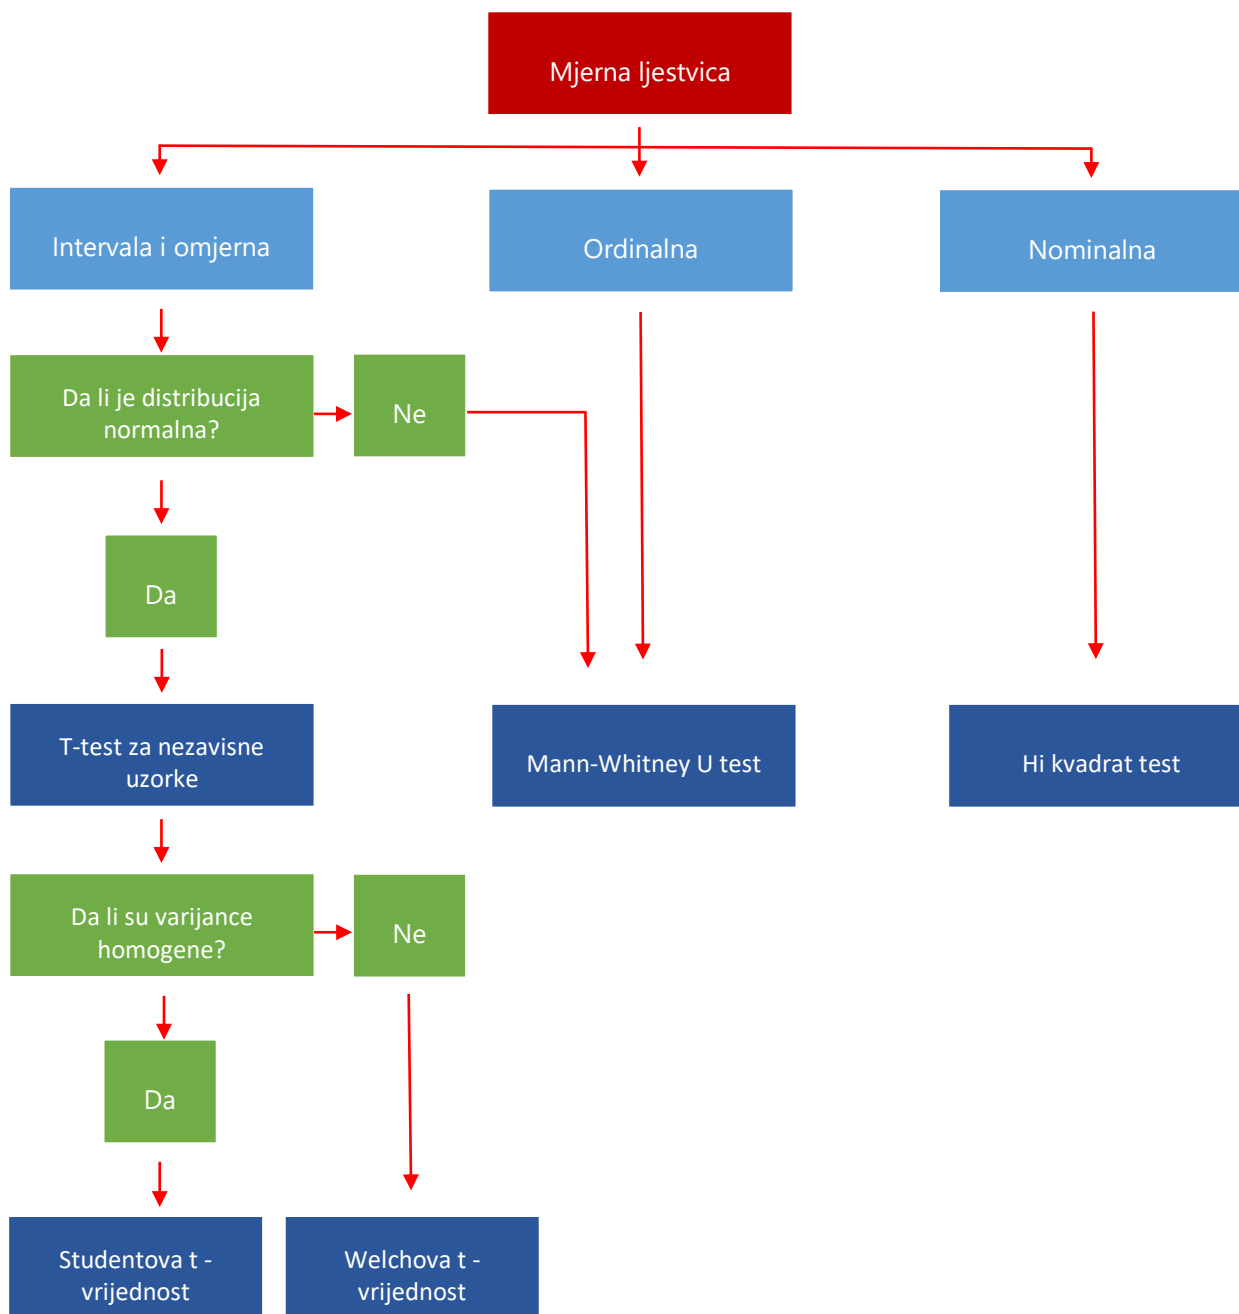 Mjerna ljestvica
Intervala i omjerna
Ordinalna
Nominalna
Da li je distribucija
normalna?
Ne
Da
T-test za nezavisne
uzorke
Mann-Whitney U test
Hi kvadrat test
Da li su varijance
homogene?
Ne
Da
Studentova t -
vrijednost
Welchova t -
vrijednost